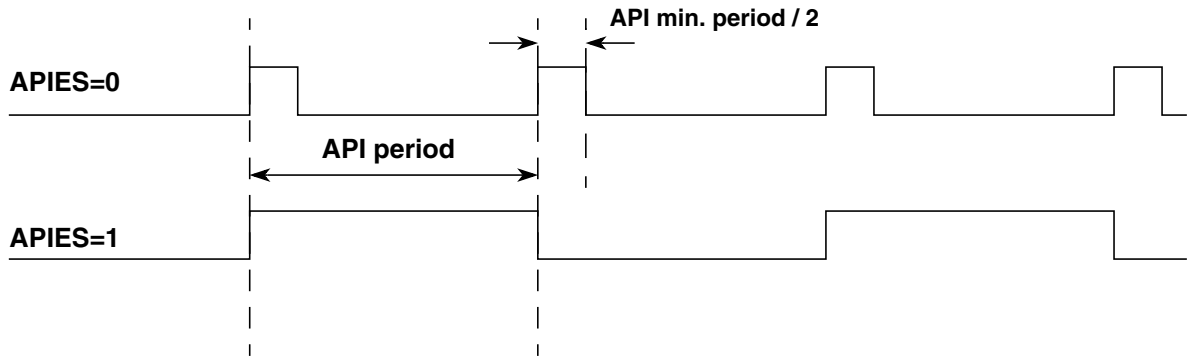 API min. period / 2
APIES=0
API period
APIES=1